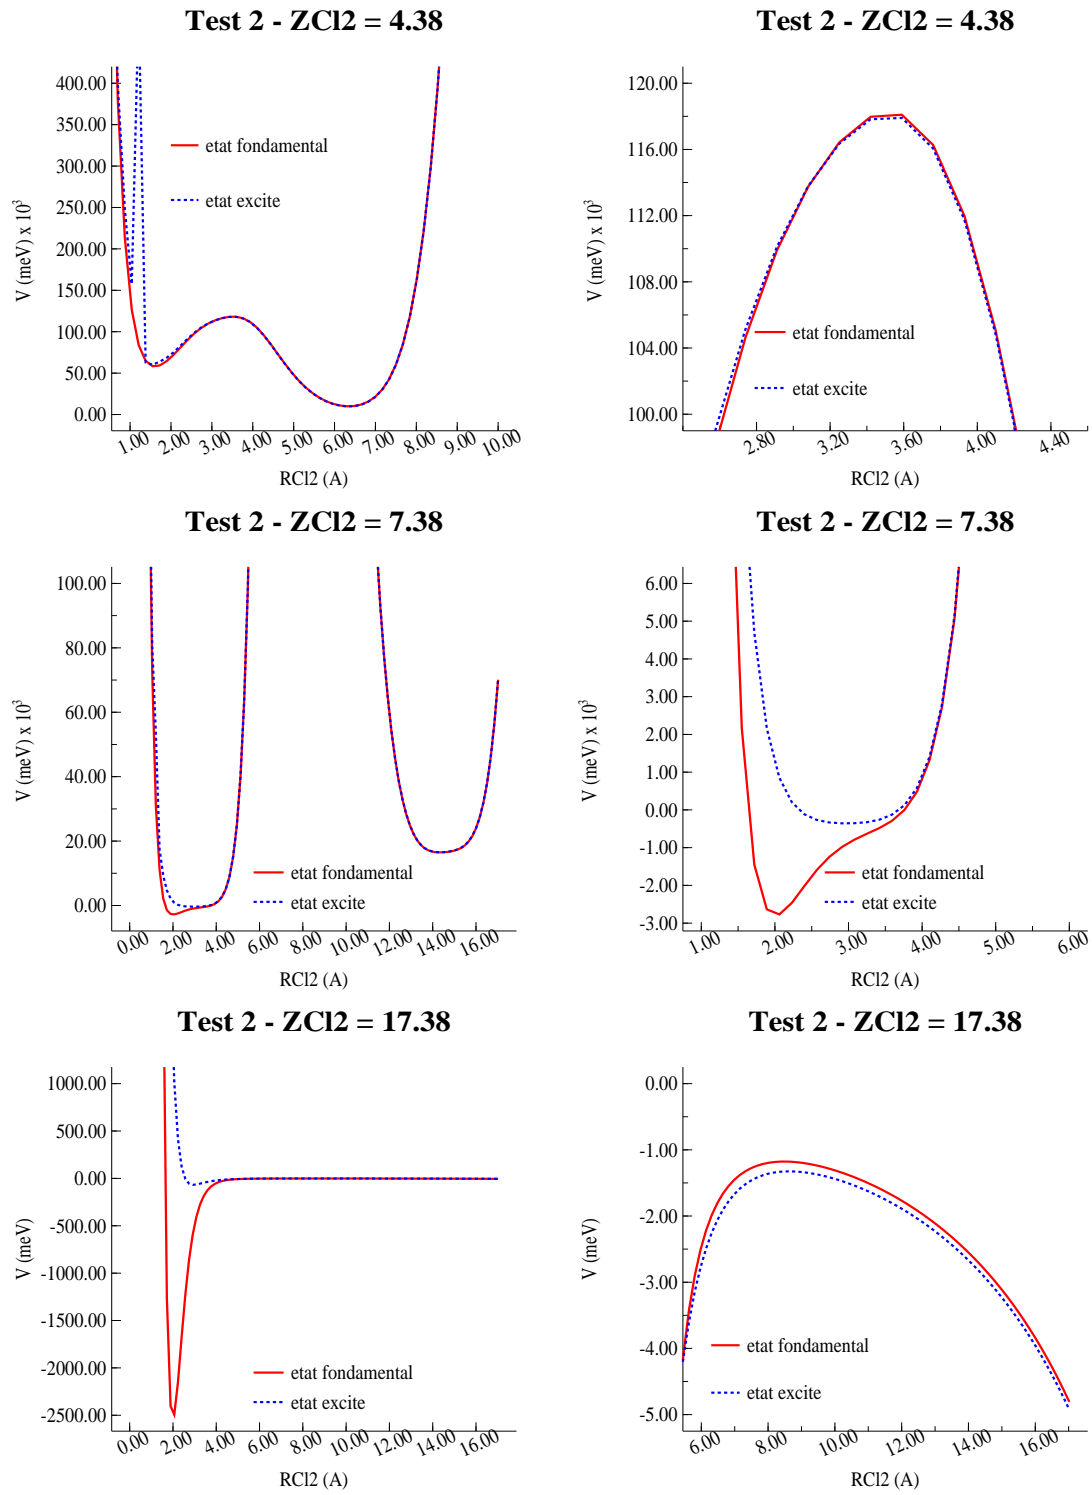 Test 2 - ZCl2 = 4.38
400.00
350.00
300.00
250.00
200.00
150.00
100.00
50.00
0.00
V (meV) x 10³
etat fondamental
etat excite
1.00 2.00 3.00 4.00 5.00 6.00 7.00 8.00 9.00 10.00
RCl2 (A)
Test 2 - ZCl2 = 4.38
120.00
116.00
112.00
108.00
104.00
100.00
V (meV) x 10³
etat fondamental
etat excite
2.80 3.20 3.60 4.00 4.40
RCl2 (A)
Test 2 - ZCl2 = 7.38
100.00
80.00
60.00
40.00
20.00
0.00
V (meV) x 10³
etat fondamental
etat excite
0.00 2.00 4.00 6.00 8.00 10.00 12.00 14.00 16.00
RCl2 (A)
Test 2 - ZCl2 = 7.38
6.00
5.00
4.00
3.00
2.00
1.00
0.00
-1.00
-2.00
-3.00
V (meV) x 10³
etat fondamental
etat excite
1.00 2.00 3.00 4.00 5.00 6.00
RCl2 (A)
Test 2 - ZCl2 = 17.38
1000.00
500.00
0.00
-500.00
-1000.00
-1500.00
-2000.00
-2500.00
V (meV)
etat fondamental
etat excite
0.00 2.00 4.00 6.00 8.00 10.00 12.00 14.00 16.00
RCl2 (A)
Test 2 - ZCl2 = 17.38
0.00
-1.00
-2.00
-3.00
-4.00
-5.00
V (meV)
etat fondamental
etat excite
6.00 8.00 10.00 12.00 14.00 16.00
RCl2 (A)